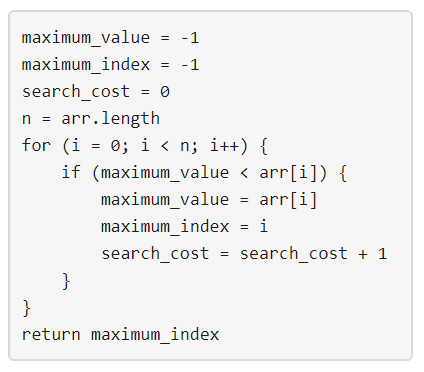 maximum_value = -1
maximum_index = -1
search_cost = 0
n = arr.length
for (i = 0; i < n; i++) {
    if (maximum_value < arr[i]) {
        maximum_value = arr[i]
        maximum_index = i
        search_cost = search_cost + 1
    }
}
return maximum_index